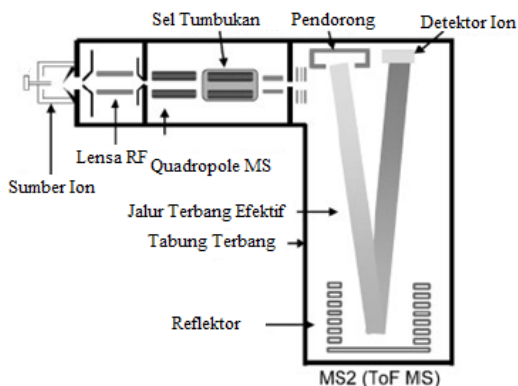 Sel Tumbukan
Pendorong
Detektor Ion
Lensa RF
Quadropole MS
Sumber Ion
Jalur Terbang Efektif
Tabung Terbang
Reflektor
MS2 (ToF MS)